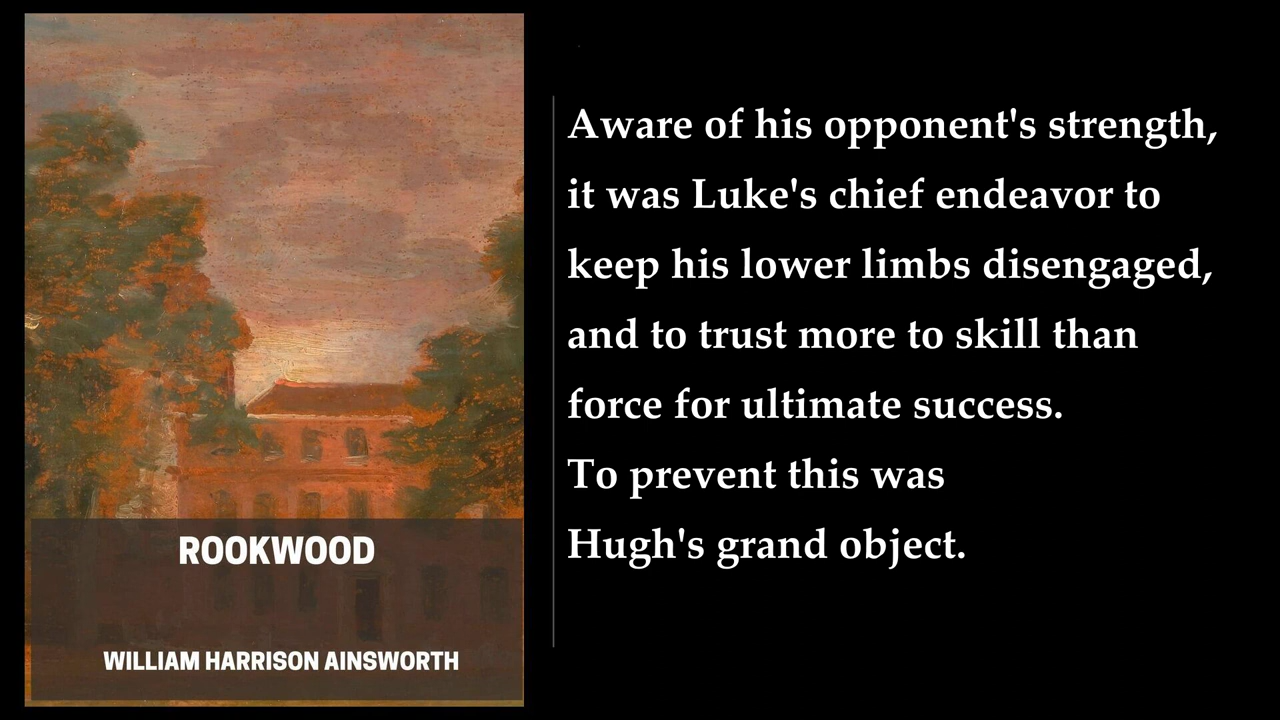 ROOKWOOD
WILLIAM HARRISON AINSWORTH
Aware of his opponent's strength,
it was Luke's chief endeavor to
keep his lower limbs disengaged,
and to trust more to skill than
force for ultimate success.
To prevent this was
Hugh's grand object.